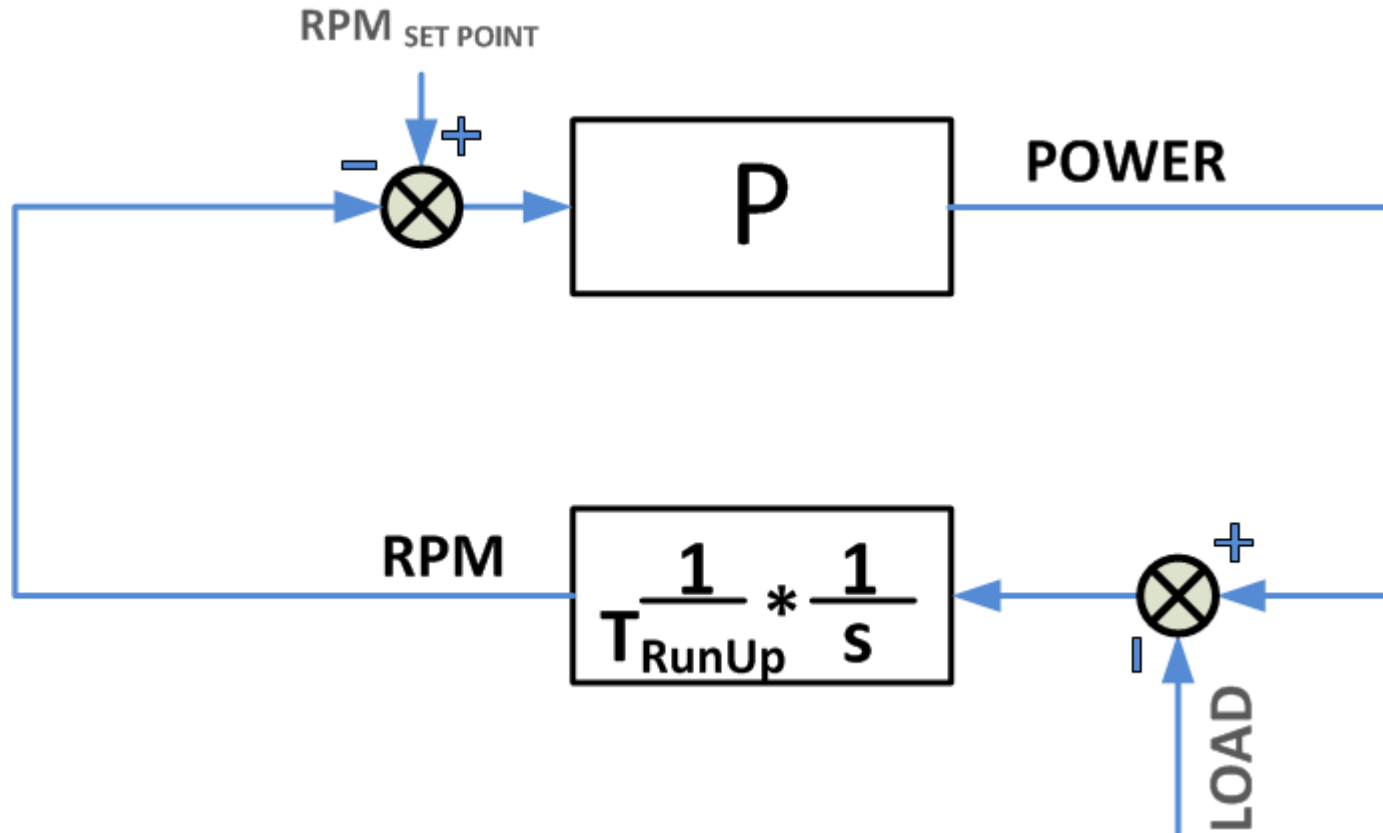 RPM SET POINT
− +
P
POWER
RPM
1 / T RunUp * 1 / s
+
−
LOAD